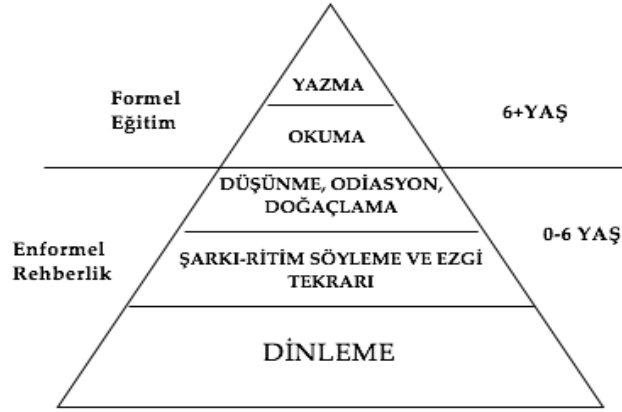 YAZMA
Formel
Eğitim
6+YAŞ
OKUMA
DÜŞÜNME, ODİASYON,
DOĞAÇLAMA
0-6 YAŞ
Enformel
Rehberlik
ŞARKI-RİTİM SÖYLEME VE EZGİ
TEKRARI
DİNLEME